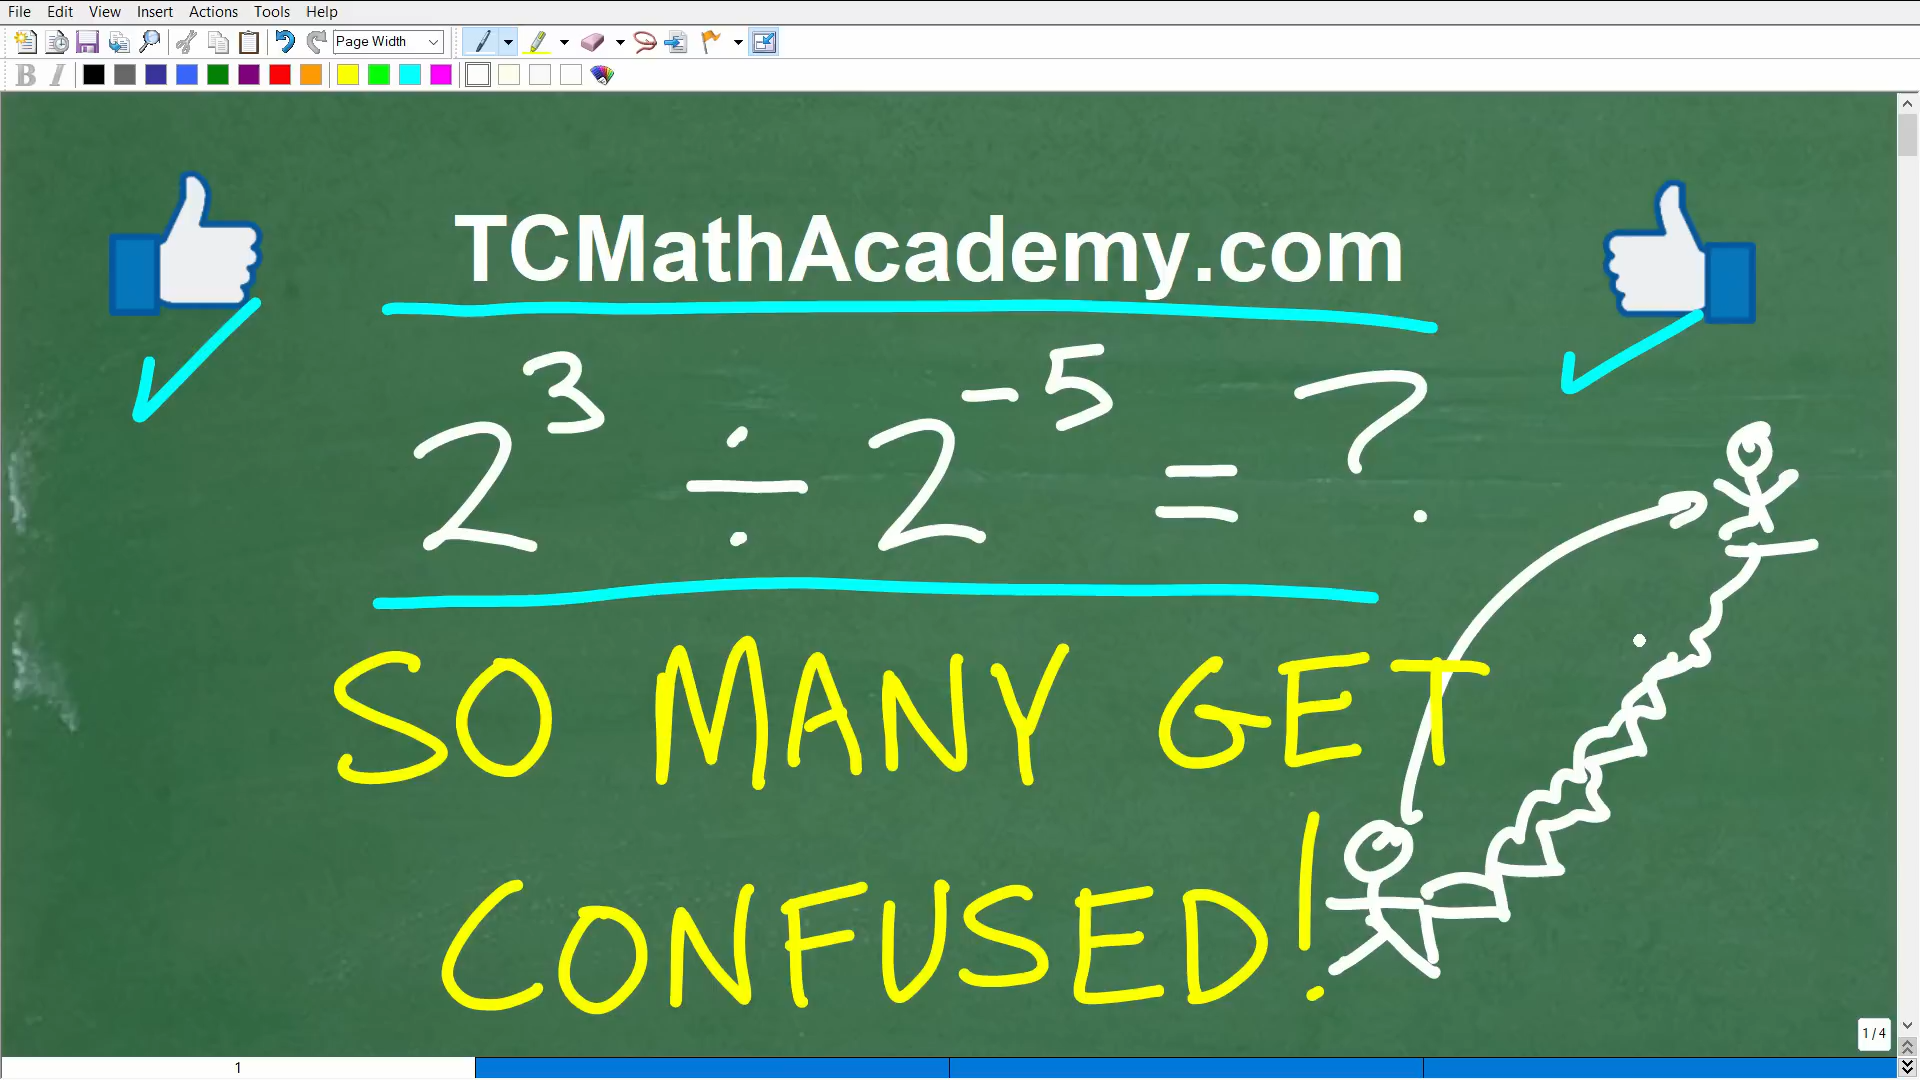 File Edit View Insert Actions Tools Help
Page Width
B I
TCMathAcademy.com
2³ ÷ 2⁻⁵ = ?
SO MANY GET
CONFUSED!
1 / 4
1